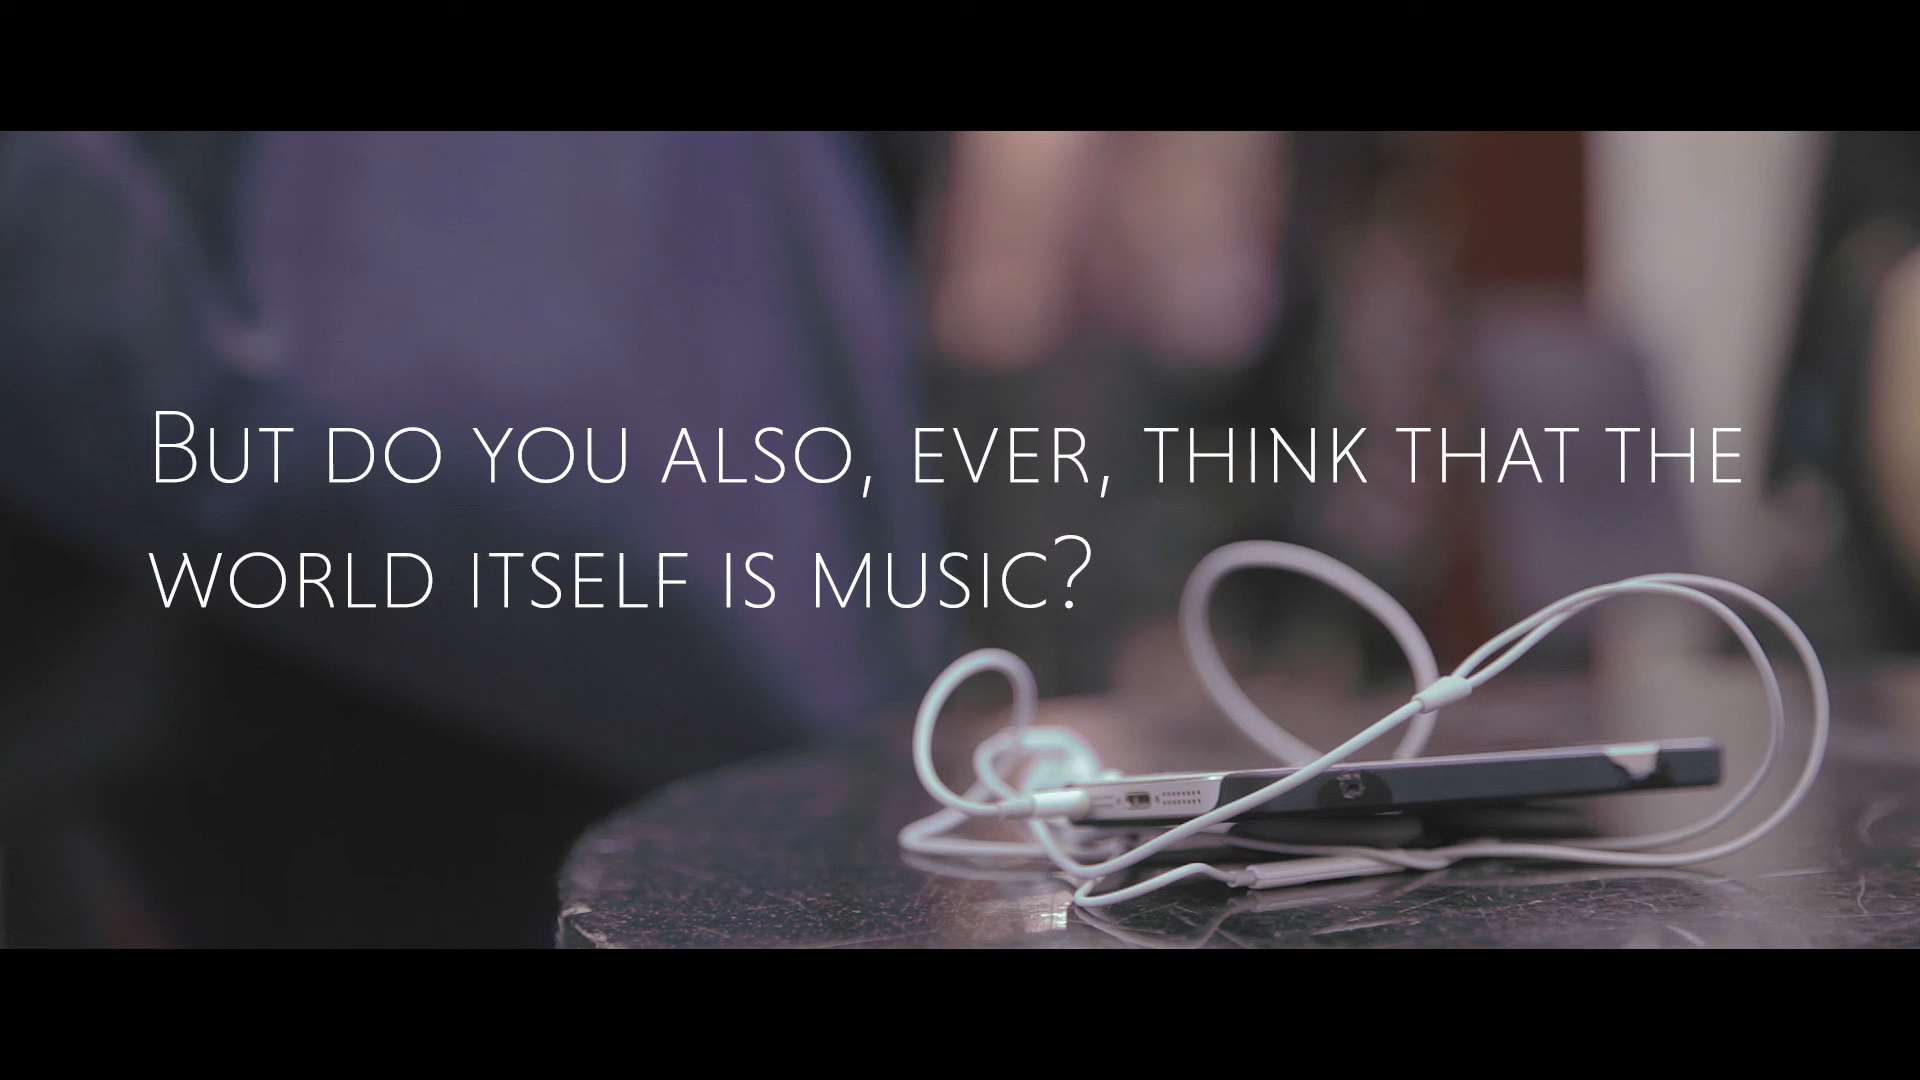 But do you also, ever, think that the
world itself is music?